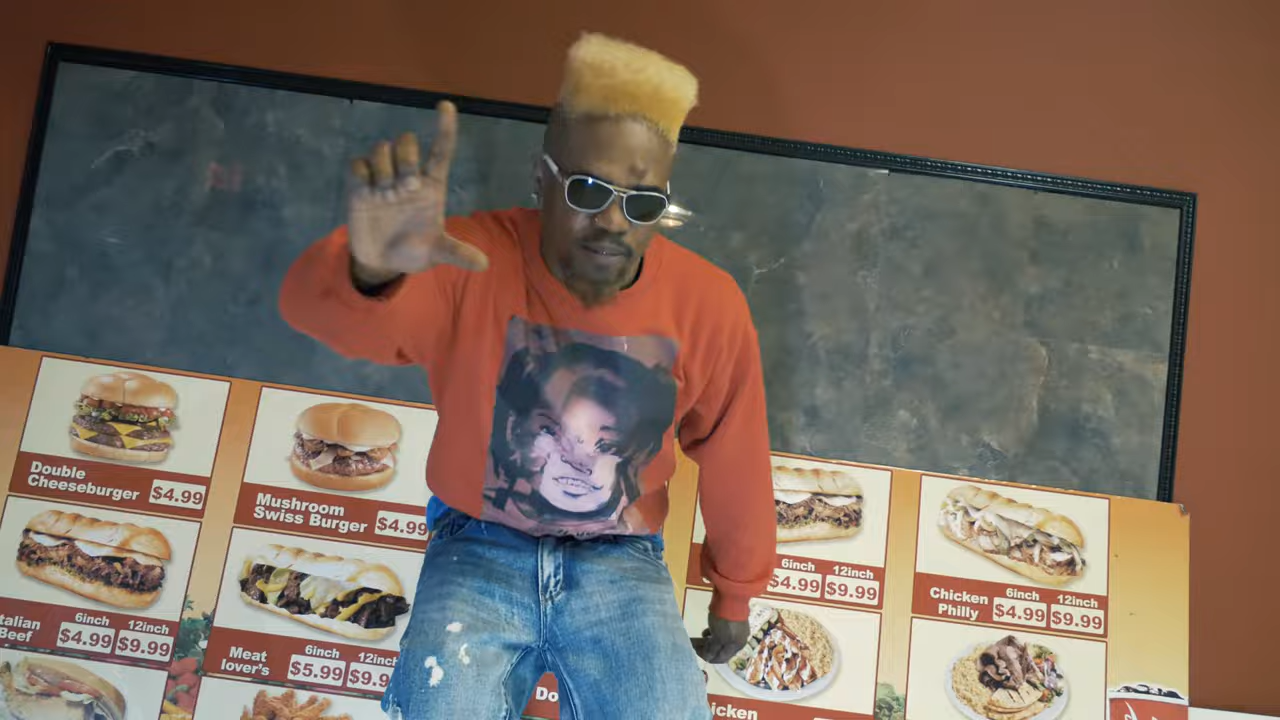 Double
Cheeseburger $4.99
Mushroom
Swiss Burger $4.99
6inch 12inch
Beef $4.99 $9.99
Meat
lover's
6inch 12inch
$5.99
6inch 12inch
$4.99 $9.99
Chicken
Philly
6inch 12inch
$4.99 $9.99